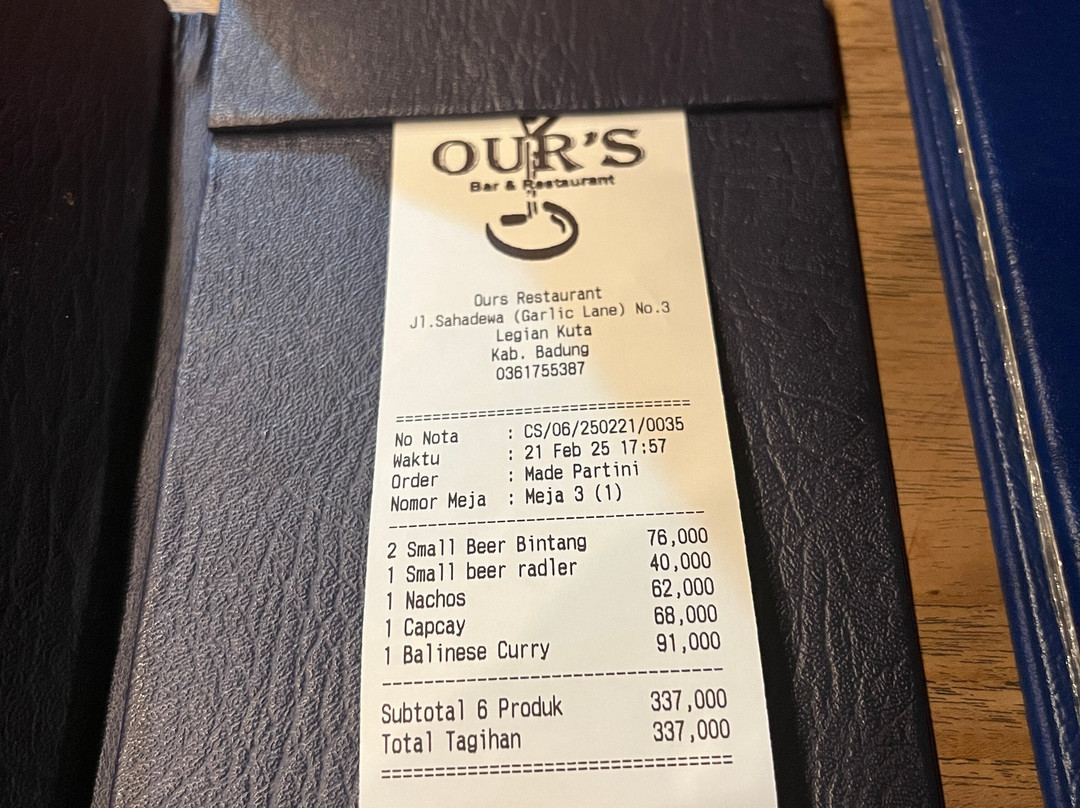 OUR'S
Bar & Restaurant
Ours Restaurant
Jl.Sahadewa (Garlic Lane) No.3
Legian Kuta
Kab. Badung
0361755387
================================
No Nota : CS/06/250221/0035
Waktu : 21 Feb 25 17:57
Order : Made Partini
Nomor Meja : Meja 3 (1)
--------------------------------
2 Small Beer Bintang 76,000
1 Small beer radler 40,000
1 Nachos 62,000
1 Capcay 68,000
1 Balinese Curry 91,000
--------------------------------
Subtotal 6 Produk 337,000
Total Tagihan 337,000
================================